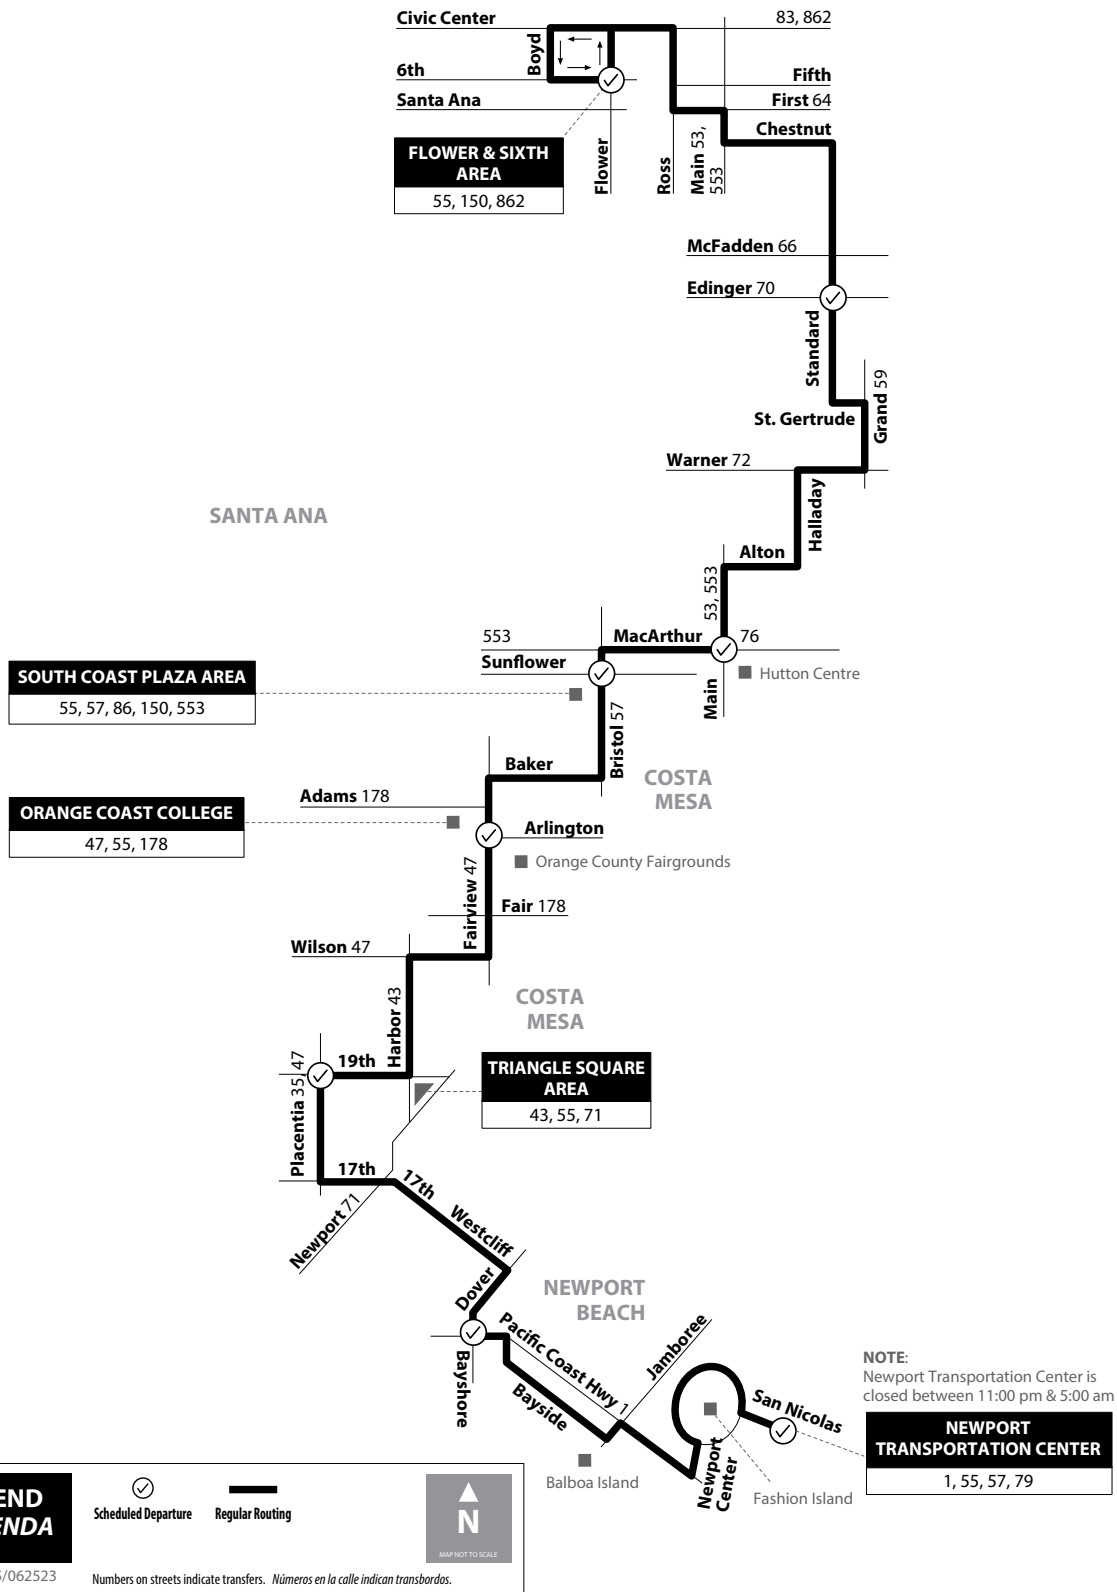 Civic Center
83, 862
Boyd
6th
Fifth
Santa Ana
First 64
Chestnut
Main 53,
553
Flower
Ross
FLOWER & SIXTH
AREA
55, 150, 862
McFadden 66
Edinger 70
Standard
Grand 59
St. Gertrude
Warner 72
Halladay
SANTA ANA
Alton
53, 553
553
MacArthur
76
Sunflower
Hutton Centre
Main
SOUTH COAST PLAZA AREA
55, 57, 86, 150, 553
Bristol 57
Baker
COSTA
MESA
Adams 178
ORANGE COAST COLLEGE
47, 55, 178
Arlington
Orange County Fairgrounds
Fairview 47
Fair 178
Wilson 47
Harbor 43
COSTA
MESA
19th
Placentia 35, 47
TRIANGLE SQUARE
AREA
43, 55, 71
17th
17th
Newport 71
Westcliff
Dover
NEWPORT
BEACH
Bayshore
Pacific Coast Hwy 1
Jamboree
Bayside
Balboa Island
Newport
Center
San Nicolas
Fashion Island
NOTE:
Newport Transportation Center is
closed between 11:00 pm & 5:00 am
NEWPORT
TRANSPORTATION CENTER
1, 55, 57, 79
END
ENDA
Scheduled Departure
Regular Routing
N
MAP NOT TO SCALE
5/062523
Numbers on streets indicate transfers. Números en la calle indican transbordos.